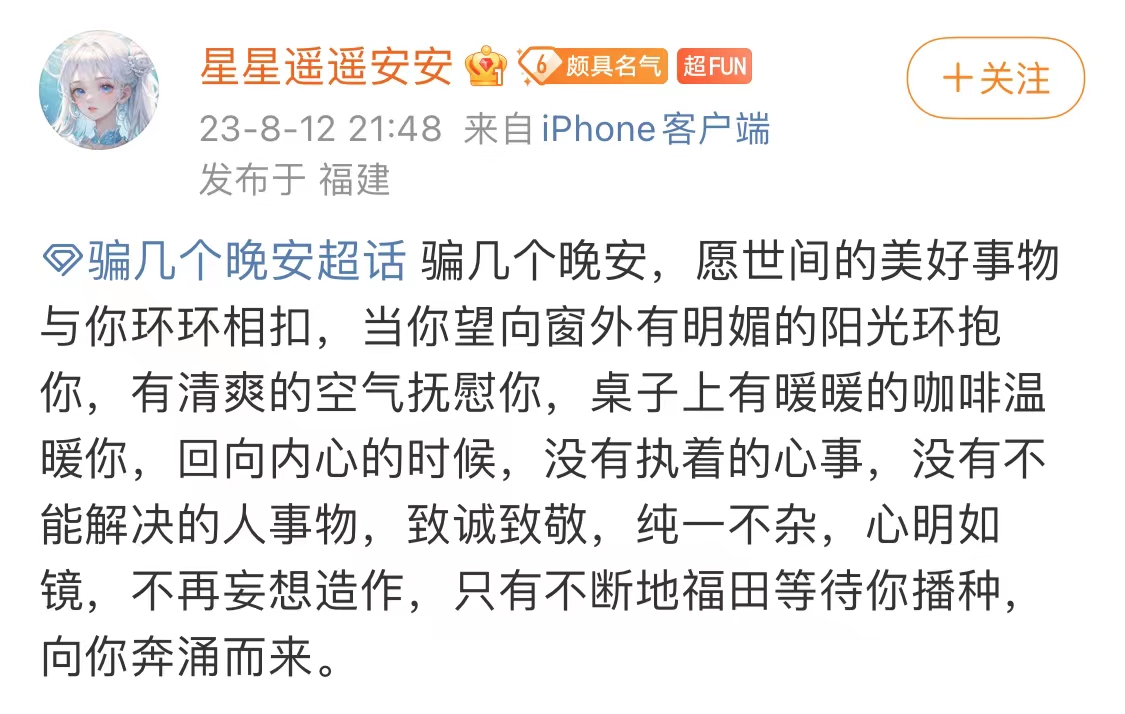 星星遥遥安安 1 6 颇具名气 超FUN
+关注
23-8-12 21:48 来自 iPhone客户端
发布于 福建
骗几个晚安超话 骗几个晚安，愿世间的美好事物
与你环环相扣，当你望向窗外有明媚的阳光环抱
你，有清爽的空气抚慰你，桌子上有暖暖的咖啡温
暖你，回向内心的时候，没有执着的心事，没有不
能解决的人事物，致诚致敬，纯一不杂，心明如
镜，不再妄想造作，只有不断地福田等待你播种，
向你奔涌而来。